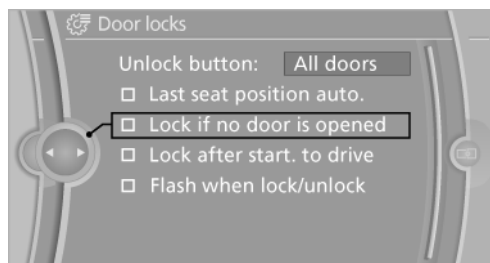 Door locks
Unlock button: All doors
Last seat position auto.
Lock if no door is opened
Lock after start. to drive
Flash when lock/unlock